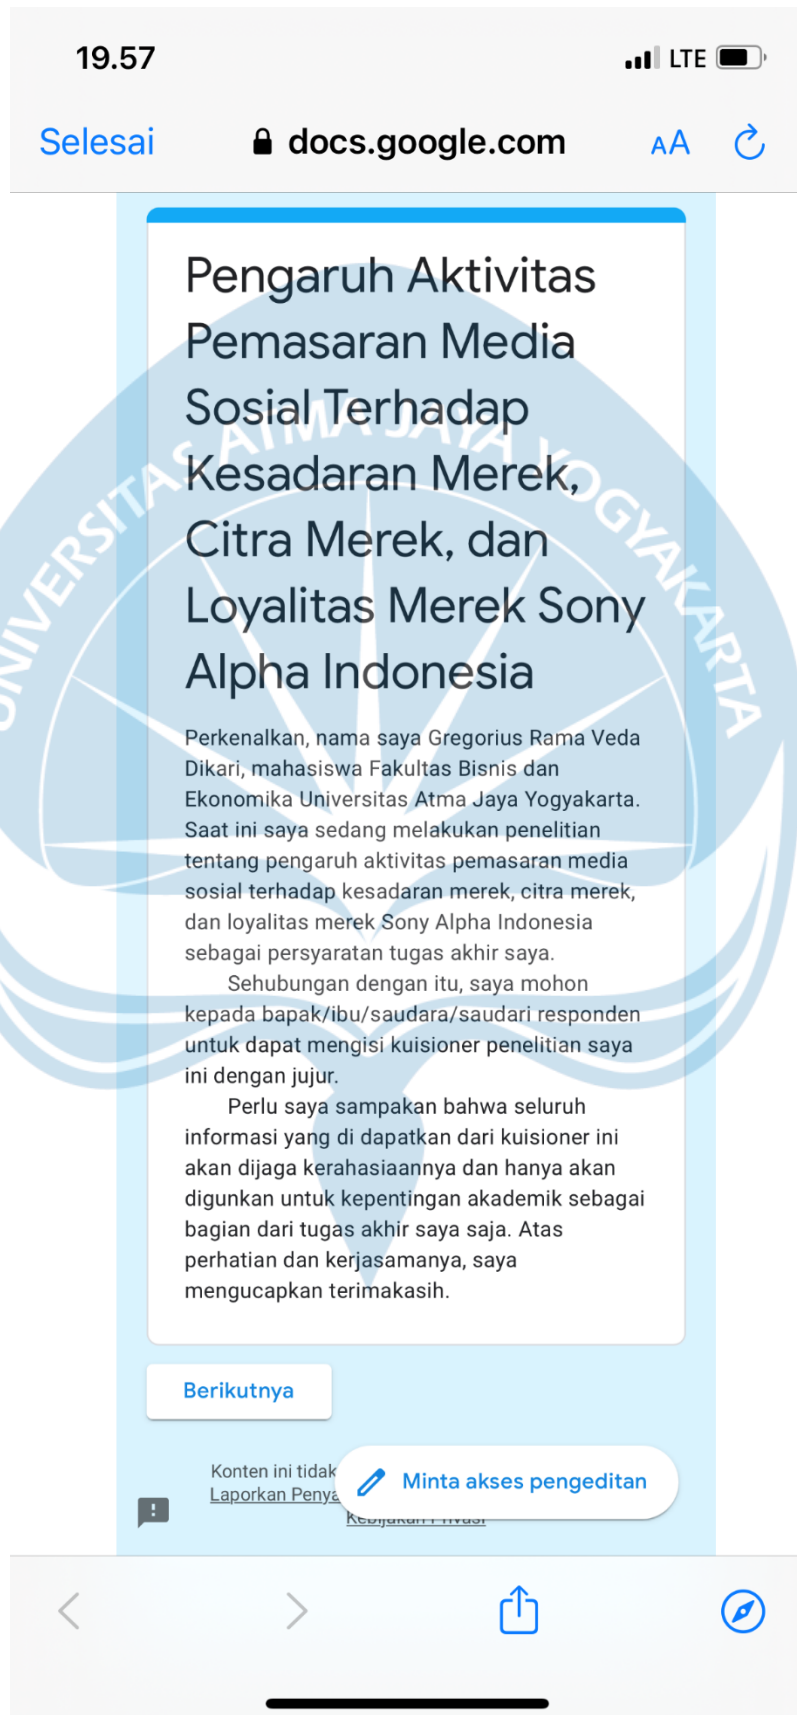 19.57
LTE
Selesai
docs.google.com
AA
Pengaruh Aktivitas
Pemasaran Media
Sosial Terhadap
Kesadaran Merek,
Citra Merek, dan
Loyalitas Merek Sony
Alpha Indonesia
UNIVERSITAS ATMA JAYA YOGYAKARTA
Perkenalkan, nama saya Gregorius Rama Veda
Dikari, mahasiswa Fakultas Bisnis dan
Ekonomika Universitas Atma Jaya Yogyakarta.
Saat ini saya sedang melakukan penelitian
tentang pengaruh aktivitas pemasaran media
sosial terhadap kesadaran merek, citra merek,
dan loyalitas merek Sony Alpha Indonesia
sebagai persyaratan tugas akhir saya.
Sehubungan dengan itu, saya mohon
kepada bapak/ibu/saudara/saudari responden
untuk dapat mengisi kuisioner penelitian saya
ini dengan jujur.
Perlu saya sampakan bahwa seluruh
informasi yang di dapatkan dari kuisioner ini
akan dijaga kerahasiaannya dan hanya akan
digunkan untuk kepentingan akademik sebagai
bagian dari tugas akhir saya saja. Atas
perhatian dan kerjasamanya, saya
mengucapkan terimakasih.
Berikutnya
Konten ini tidak
Laporkan Penya
Minta akses pengeditan
Kebijakan Privasi